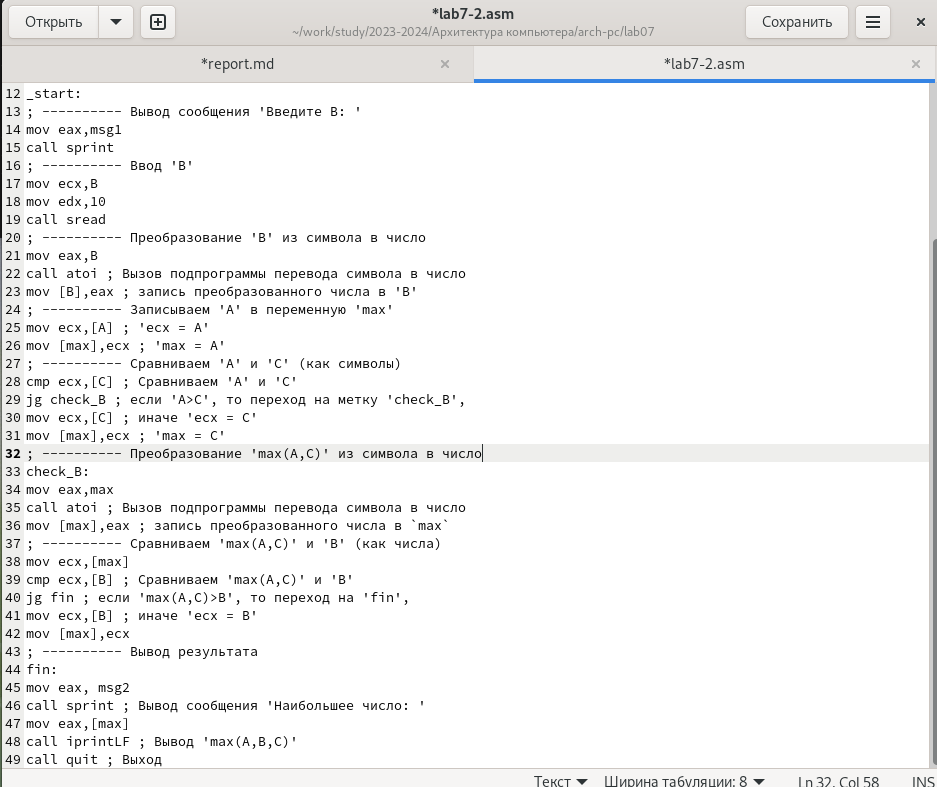 Открыть
*lab7-2.asm
~/work/study/2023-2024/Архитектура компьютера/arch-pc/lab07
Сохранить
*report.md
*lab7-2.asm
12 _start:
13 ; ---------- Вывод сообщения 'Введите B: '
14 mov eax,msg1
15 call sprint
16 ; ---------- Ввод 'B'
17 mov ecx,B
18 mov edx,10
19 call sread
20 ; ---------- Преобразование 'B' из символа в число
21 mov eax,B
22 call atoi ; Вызов подпрограммы перевода символа в число
23 mov [B],eax ; запись преобразованного числа в 'B'
24 ; ---------- Записываем 'A' в переменную 'max'
25 mov ecx,[A] ; 'ecx = A'
26 mov [max],ecx ; 'max = A'
27 ; ---------- Сравниваем 'A' и 'С' (как символы)
28 cmp ecx,[C] ; Сравниваем 'A' и 'С'
29 jg check_B ; если 'A>C', то переход на метку 'check_B',
30 mov ecx,[C] ; иначе 'ecx = C'
31 mov [max],ecx ; 'max = C'
32 ; ---------- Преобразование 'max(A,C)' из символа в число
33 check_B:
34 mov eax,max
35 call atoi ; Вызов подпрограммы перевода символа в число
36 mov [max],eax ; запись преобразованного числа в `max`
37 ; ---------- Сравниваем 'max(A,C)' и 'B' (как числа)
38 mov ecx,[max]
39 cmp ecx,[B] ; Сравниваем 'max(A,C)' и 'B'
40 jg fin ; если 'max(A,C)>B', то переход на 'fin',
41 mov ecx,[B] ; иначе 'ecx = B'
42 mov [max],ecx
43 ; ---------- Вывод результата
44 fin:
45 mov eax, msg2
46 call sprint ; Вывод сообщения 'Наибольшее число: '
47 mov eax,[max]
48 call iprintLF ; Вывод 'max(A,B,C)'
49 call quit ; Выход
Текст Ширина табуляции: 8 Ln 32, Col 58 INS